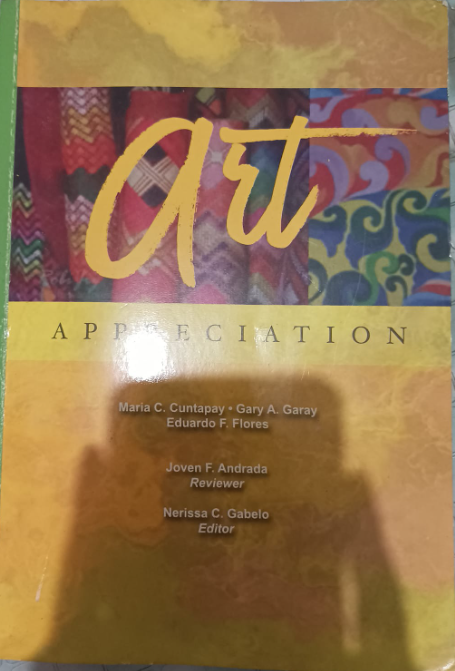 art
APPRECIATION
Maria C. Cuntapay • Gary A. Garay
Eduardo F. Flores
Joven F. Andrada
Reviewer
Nerissa C. Gabelo
Editor